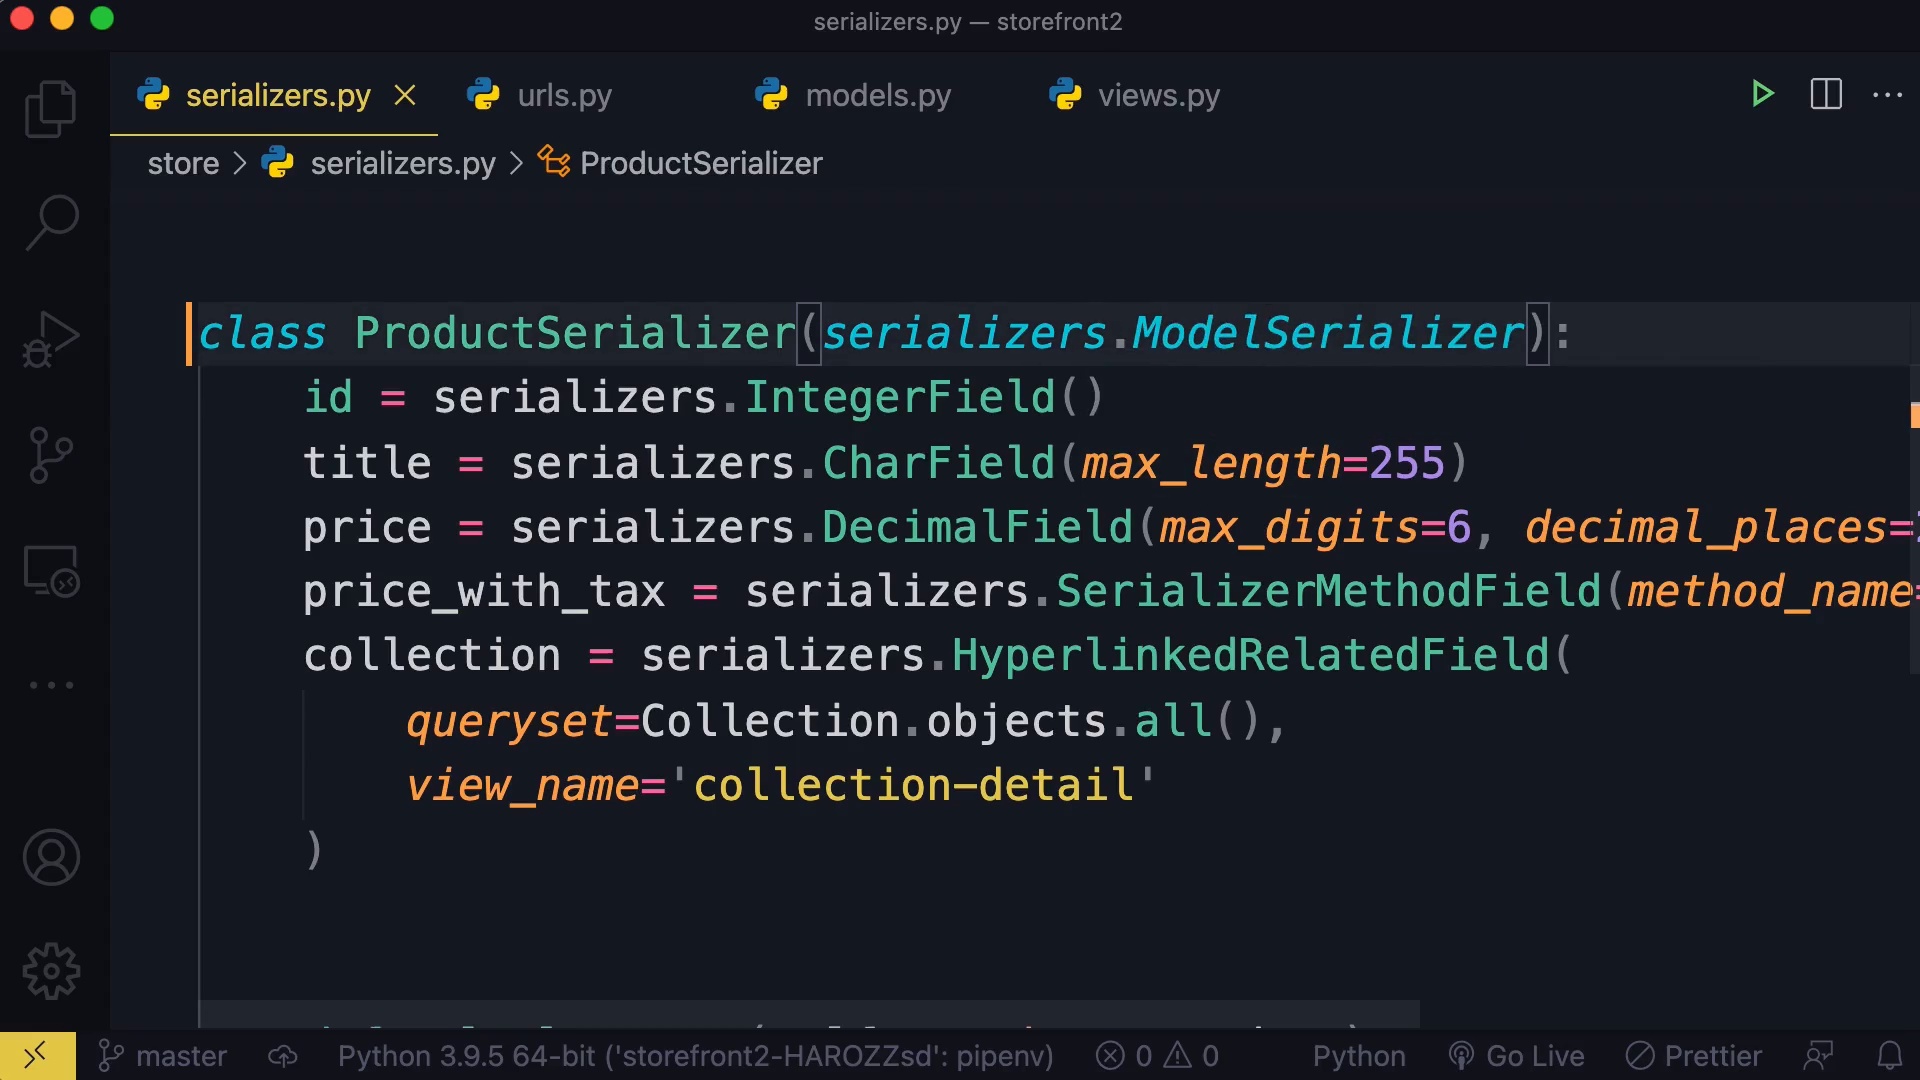 serializers.py — storefront2
serializers.py urls.py models.py views.py
store > serializers.py > ProductSerializer
class ProductSerializer(serializers.ModelSerializer):
id = serializers.IntegerField()
title = serializers.CharField(max_length=255)
price = serializers.DecimalField(max_digits=6, decimal_places=
price_with_tax = serializers.SerializerMethodField(method_name=
collection = serializers.HyperlinkedRelatedField(
queryset=Collection.objects.all(),
view_name='collection-detail'
)
master Python 3.9.5 64-bit ('storefront2-HAROZZsd': pipenv) 0 0 Python Go Live Prettier